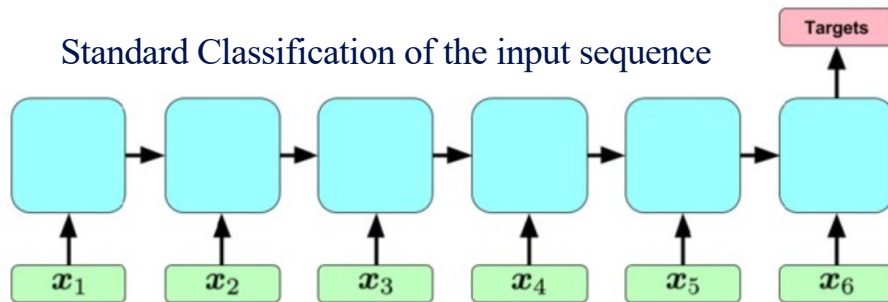 Targets
Standard Classification of the input sequence
x1 x2 x3 x4 x5 x6